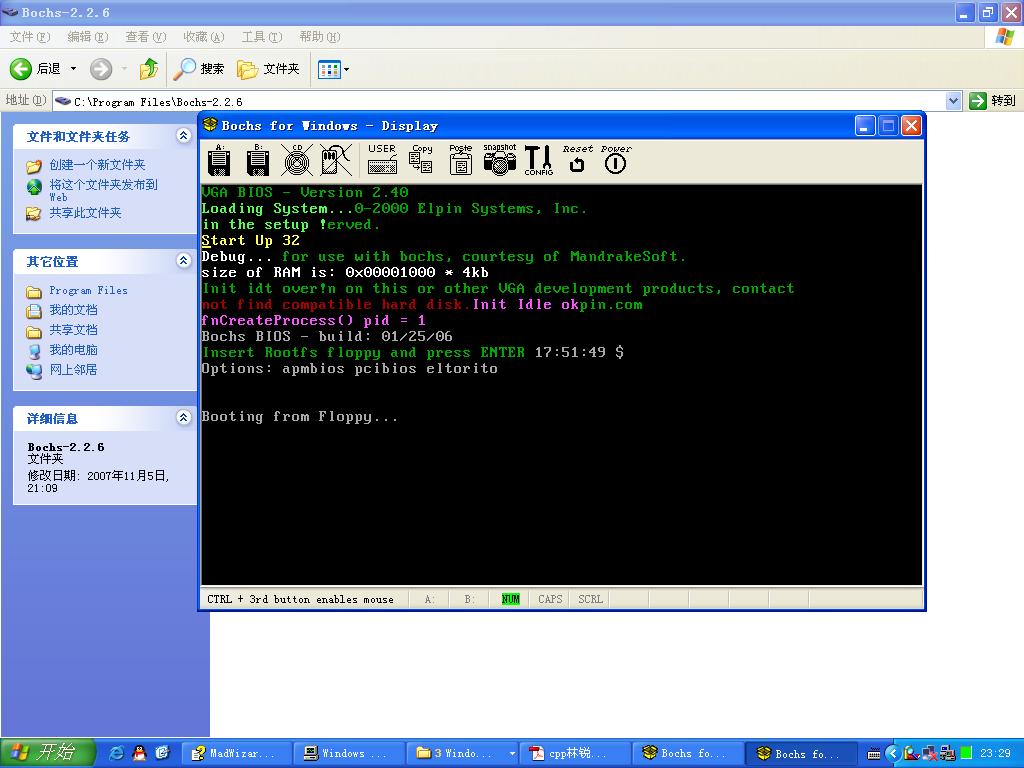 Bochs-2.2.6
文件(F) 编辑(E) 查看(V) 收藏(A) 工具(T) 帮助(H)
后退 搜索 文件夹
地址(D) C:\Program Files\Bochs-2.2.6 转到
文件和文件夹任务
创建一个新文件夹
将这个文件夹发布到
Web
共享此文件夹
其它位置
Program Files
我的文档
共享文档
我的电脑
网上邻居
详细信息
Bochs-2.2.6
文件夹
修改日期: 2007年11月5日,
21:09
Bochs for Windows - Display
A: B: CD USER Copy Paste snapshot CONFIG Reset Power
VGA BIOS - Version 2.40
Loading System...0-2000 Elpin Systems, Inc.
in the setup !erved.
Start Up 32
Debug... for use with bochs, courtesy of MandrakeSoft.
size of RAM is: 0x00001000 * 4kb
Init idt over!n on this or other VGA development products, contact
not find compatible hard disk.Init Idle okpin.com
fnCreateProcess() pid = 1
Bochs BIOS - build: 01/25/06
Insert Rootfs floppy and press ENTER 17:51:49 $
Options: apmbios pcibios eltorito
Booting from Floppy...
CTRL + 3rd button enables mouse A: B: NUM CAPS SCRL
开始 MadWizar... Windows ... 3 Windo... cpp林锐... Bochs fo... Bochs fo... 23:29